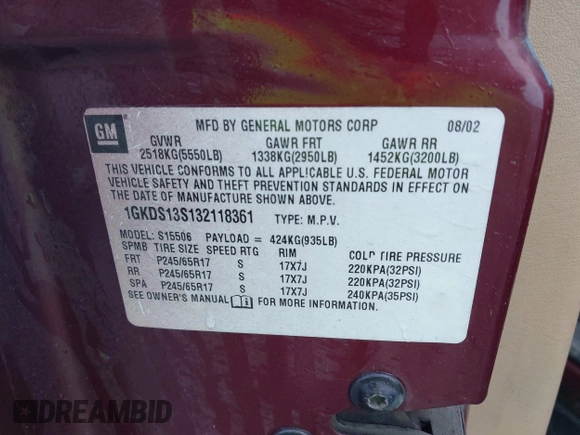 GM
MFD BY GENERAL MOTORS CORP 08/02
GVWR GAWR FRT GAWR RR
2518KG(5550LB) 1338KG(2950LB) 1452KG(3200LB)
THIS VEHICLE CONFORMS TO ALL APPLICABLE U.S. FEDERAL MOTOR
VEHICLE SAFETY AND THEFT PREVENTION STANDARDS IN EFFECT ON
THE DATE OF MANUFACTURE SHOWN ABOVE.
1GKDS13S132118361 TYPE: M.P.V.
MODEL: S15506 PAYLOAD = 424KG(935LB)
SPMB TIRE SIZE SPEED RTG RIM COLD TIRE PRESSURE
FRT P245/65R17 S 17X7J 220KPA(32PSI)
RR P245/65R17 S 17X7J 220KPA(32PSI)
SPA P245/65R17 S 17X7J 240KPA(35PSI)
SEE OWNER'S MANUAL FOR MORE INFORMATION.
DREAMBID